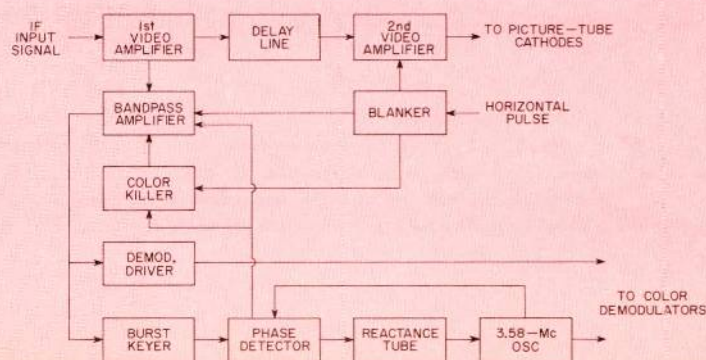 IF
INPUT
SIGNAL
1st
VIDEO
AMPLIFIER
DELAY
LINE
2nd
VIDEO
AMPLIFIER
TO PICTURE-TUBE
CATHODES
BANDPASS
AMPLIFIER
BLANKER
HORIZONTAL
PULSE
COLOR
KILLER
DEMOD.
DRIVER
TO COLOR
DEMODULATORS
BURST
KEYER
PHASE
DETECTOR
REACTANCE
TUBE
3.58-Mc
OSC